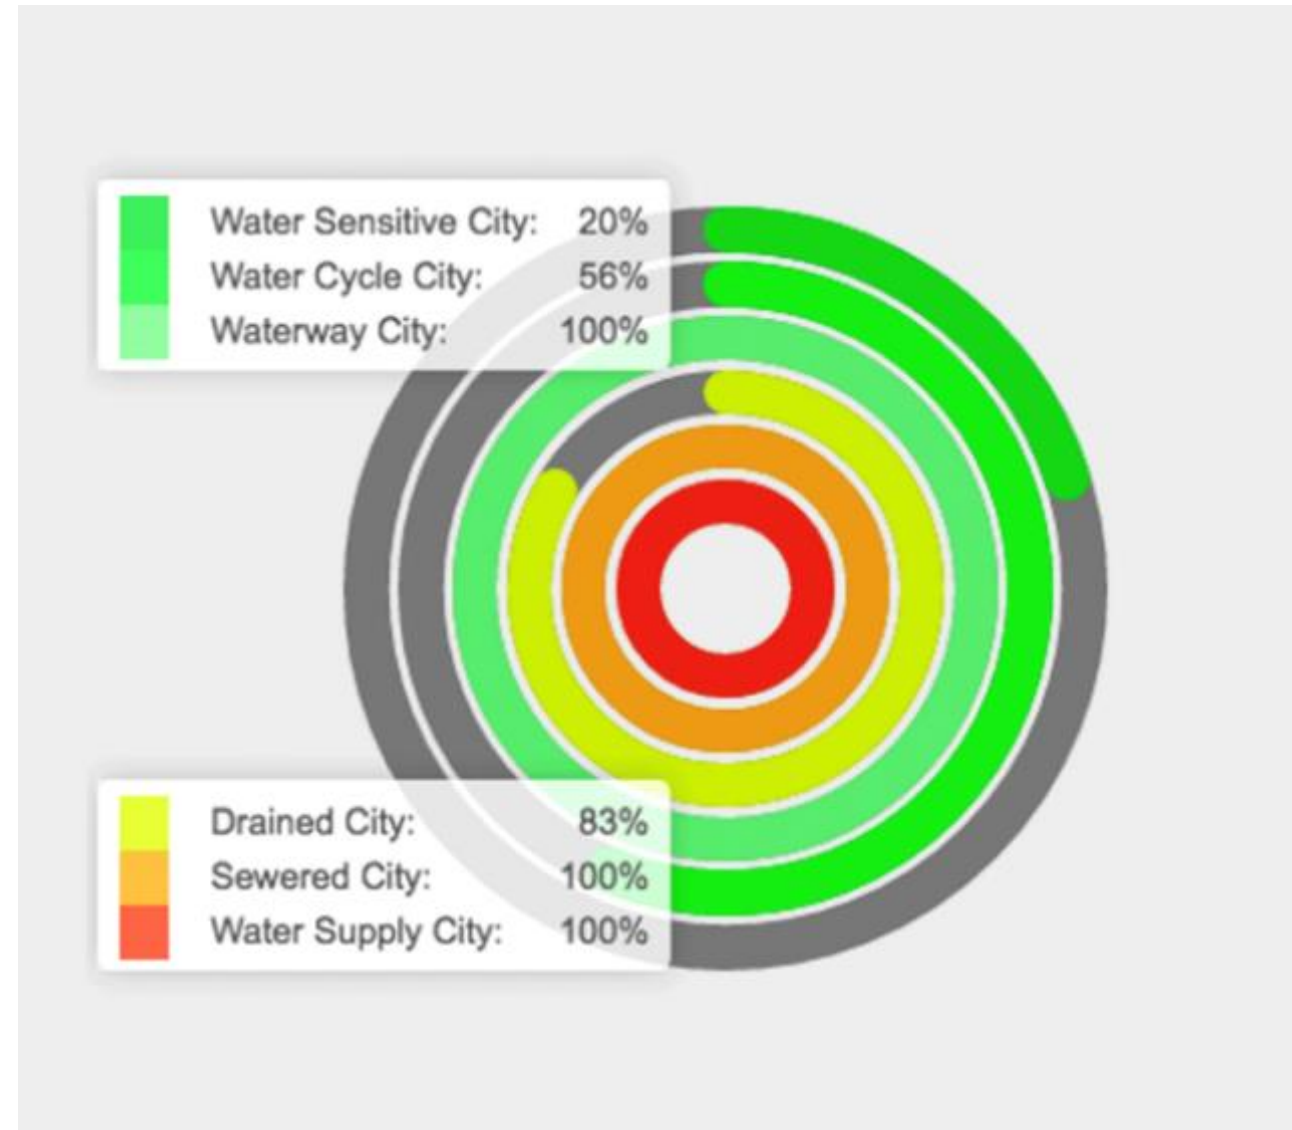 Water Sensitive City: 20%
Water Cycle City: 56%
Waterway City: 100%
Drained City: 83%
Sewered City: 100%
Water Supply City: 100%